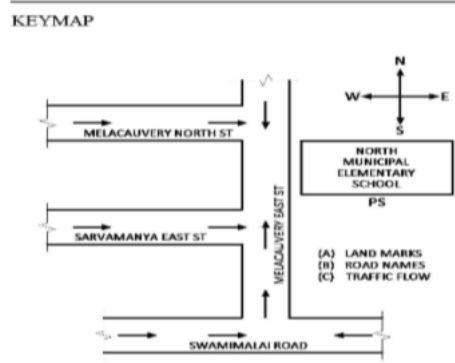 KEYMAP
N
W E
S
MELACAUVERY NORTH ST
NORTH
MUNICIPAL
ELEMENTARY
SCHOOL
PS
MELACAUVERY EAST ST
SARVAMANYA EAST ST
(A) LAND MARKS
(B) ROAD NAMES
(C) TRAFFIC FLOW
SWAMIMALAI ROAD